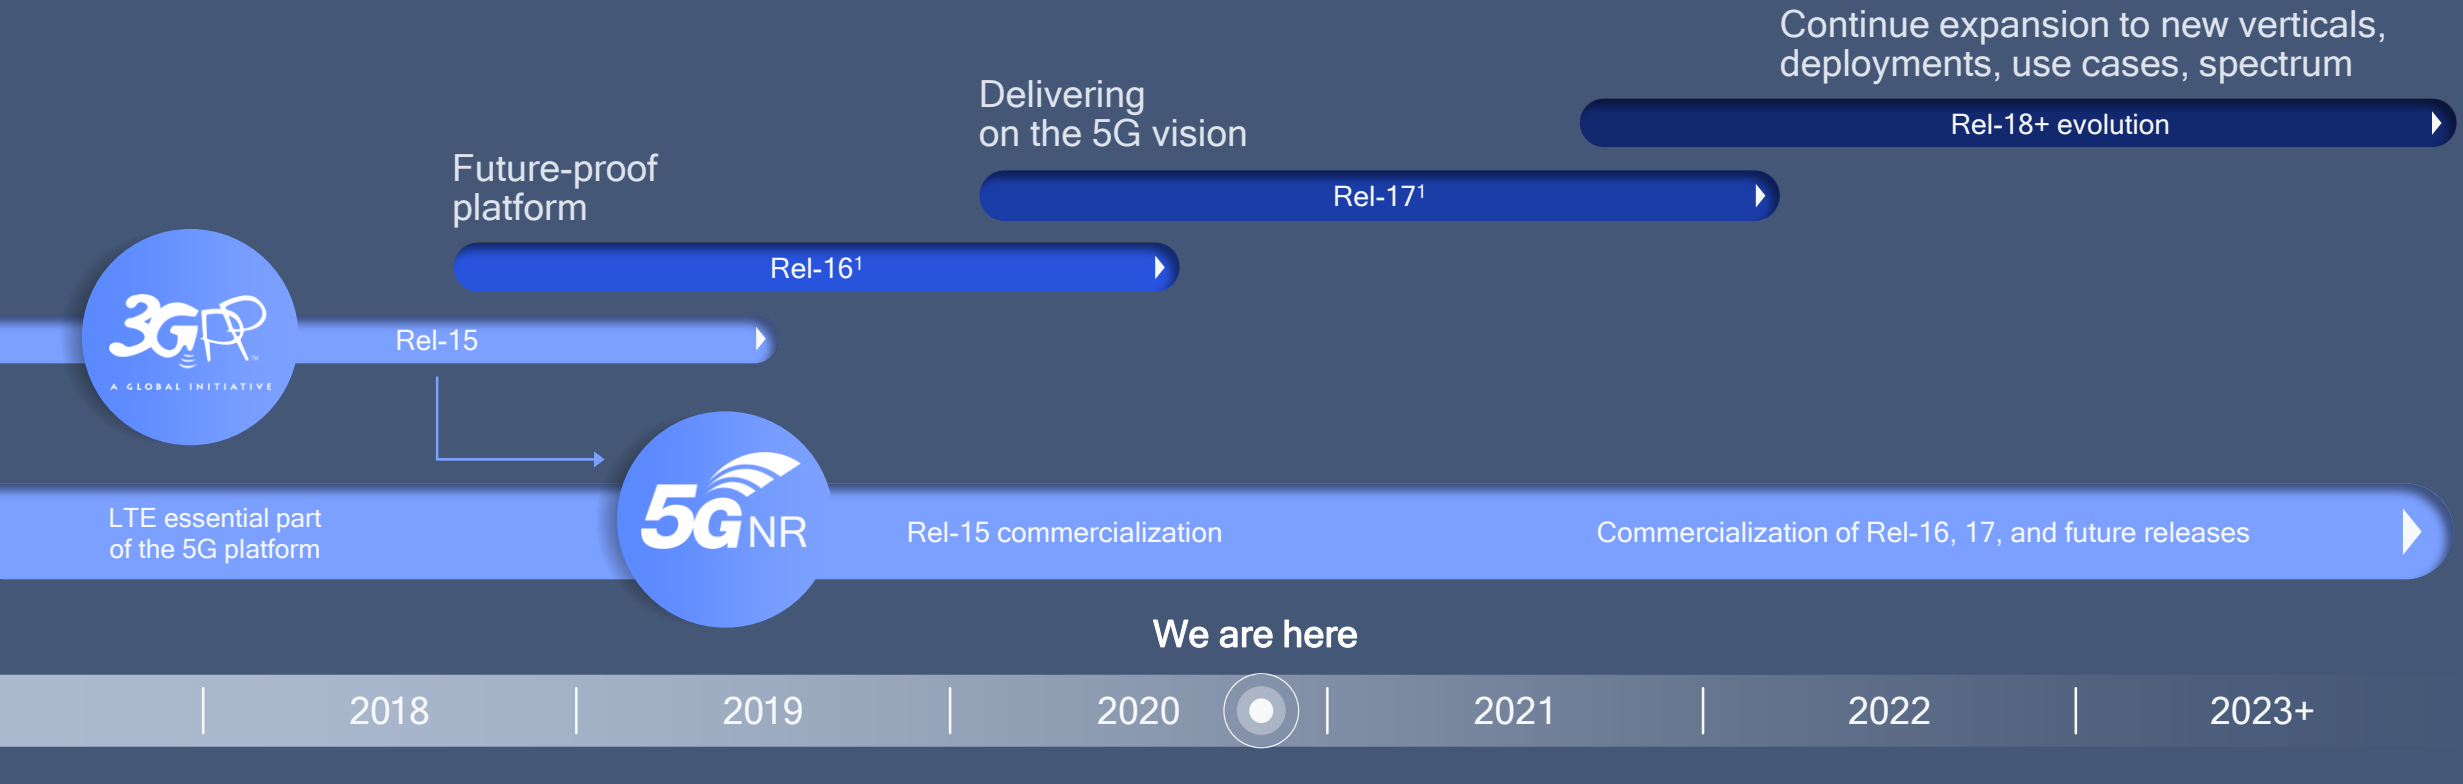 Continue expansion to new verticals,
deployments, use cases, spectrum
Rel-18+ evolution
Delivering
on the 5G vision
Rel-17¹
Future-proof
platform
Rel-16¹
3GPP™
A GLOBAL INITIATIVE
Rel-15
LTE essential part
of the 5G platform
5G NR
Rel-15 commercialization
Commercialization of Rel-16, 17, and future releases
We are here
2018 2019 2020 2021 2022 2023+